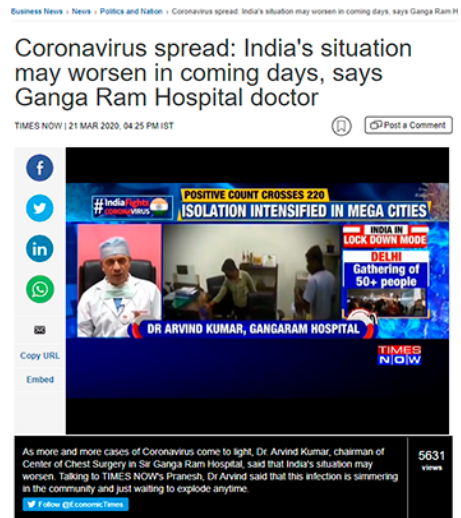 Business News › News › Politics and Nation › Coronavirus spread: India's situation may worsen in coming days, says Ganga Ram H
Coronavirus spread: India's situation
may worsen in coming days, says
Ganga Ram Hospital doctor
TIMES NOW | 21 MAR 2020, 04:25 PM IST
Post a Comment
f
in
Copy URL
Embed
#IndiaFights
CORONAVIRUS
POSITIVE COUNT CROSSES 220
ISOLATION INTENSIFIED IN MEGA CITIES
INDIA IN
LOCK DOWN MODE
DELHI
Gathering of
50+ people
DR ARVIND KUMAR, GANGARAM HOSPITAL
TIMES
NOW
As more and more cases of Coronavirus come to light, Dr. Arvind Kumar, chairman of
Center of Chest Surgery in Sir Ganga Ram Hospital, said that India's situation may
worsen. Talking to TIMES NOW's Pranesh, Dr Arvind said that this infection is simmering
in the community and just waiting to explode anytime.
5631
views
Follow @EconomicTimes